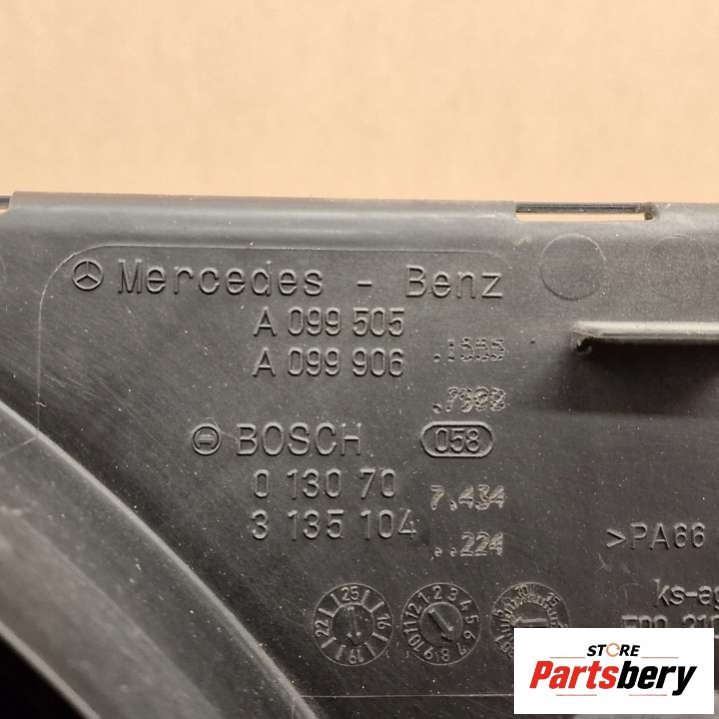 Mercedes - Benz
A 099 505
A 099 906
BOSCH 058
0 130 70 7.434
3 135 104 ..224
>PA66
STORE
Partsbery